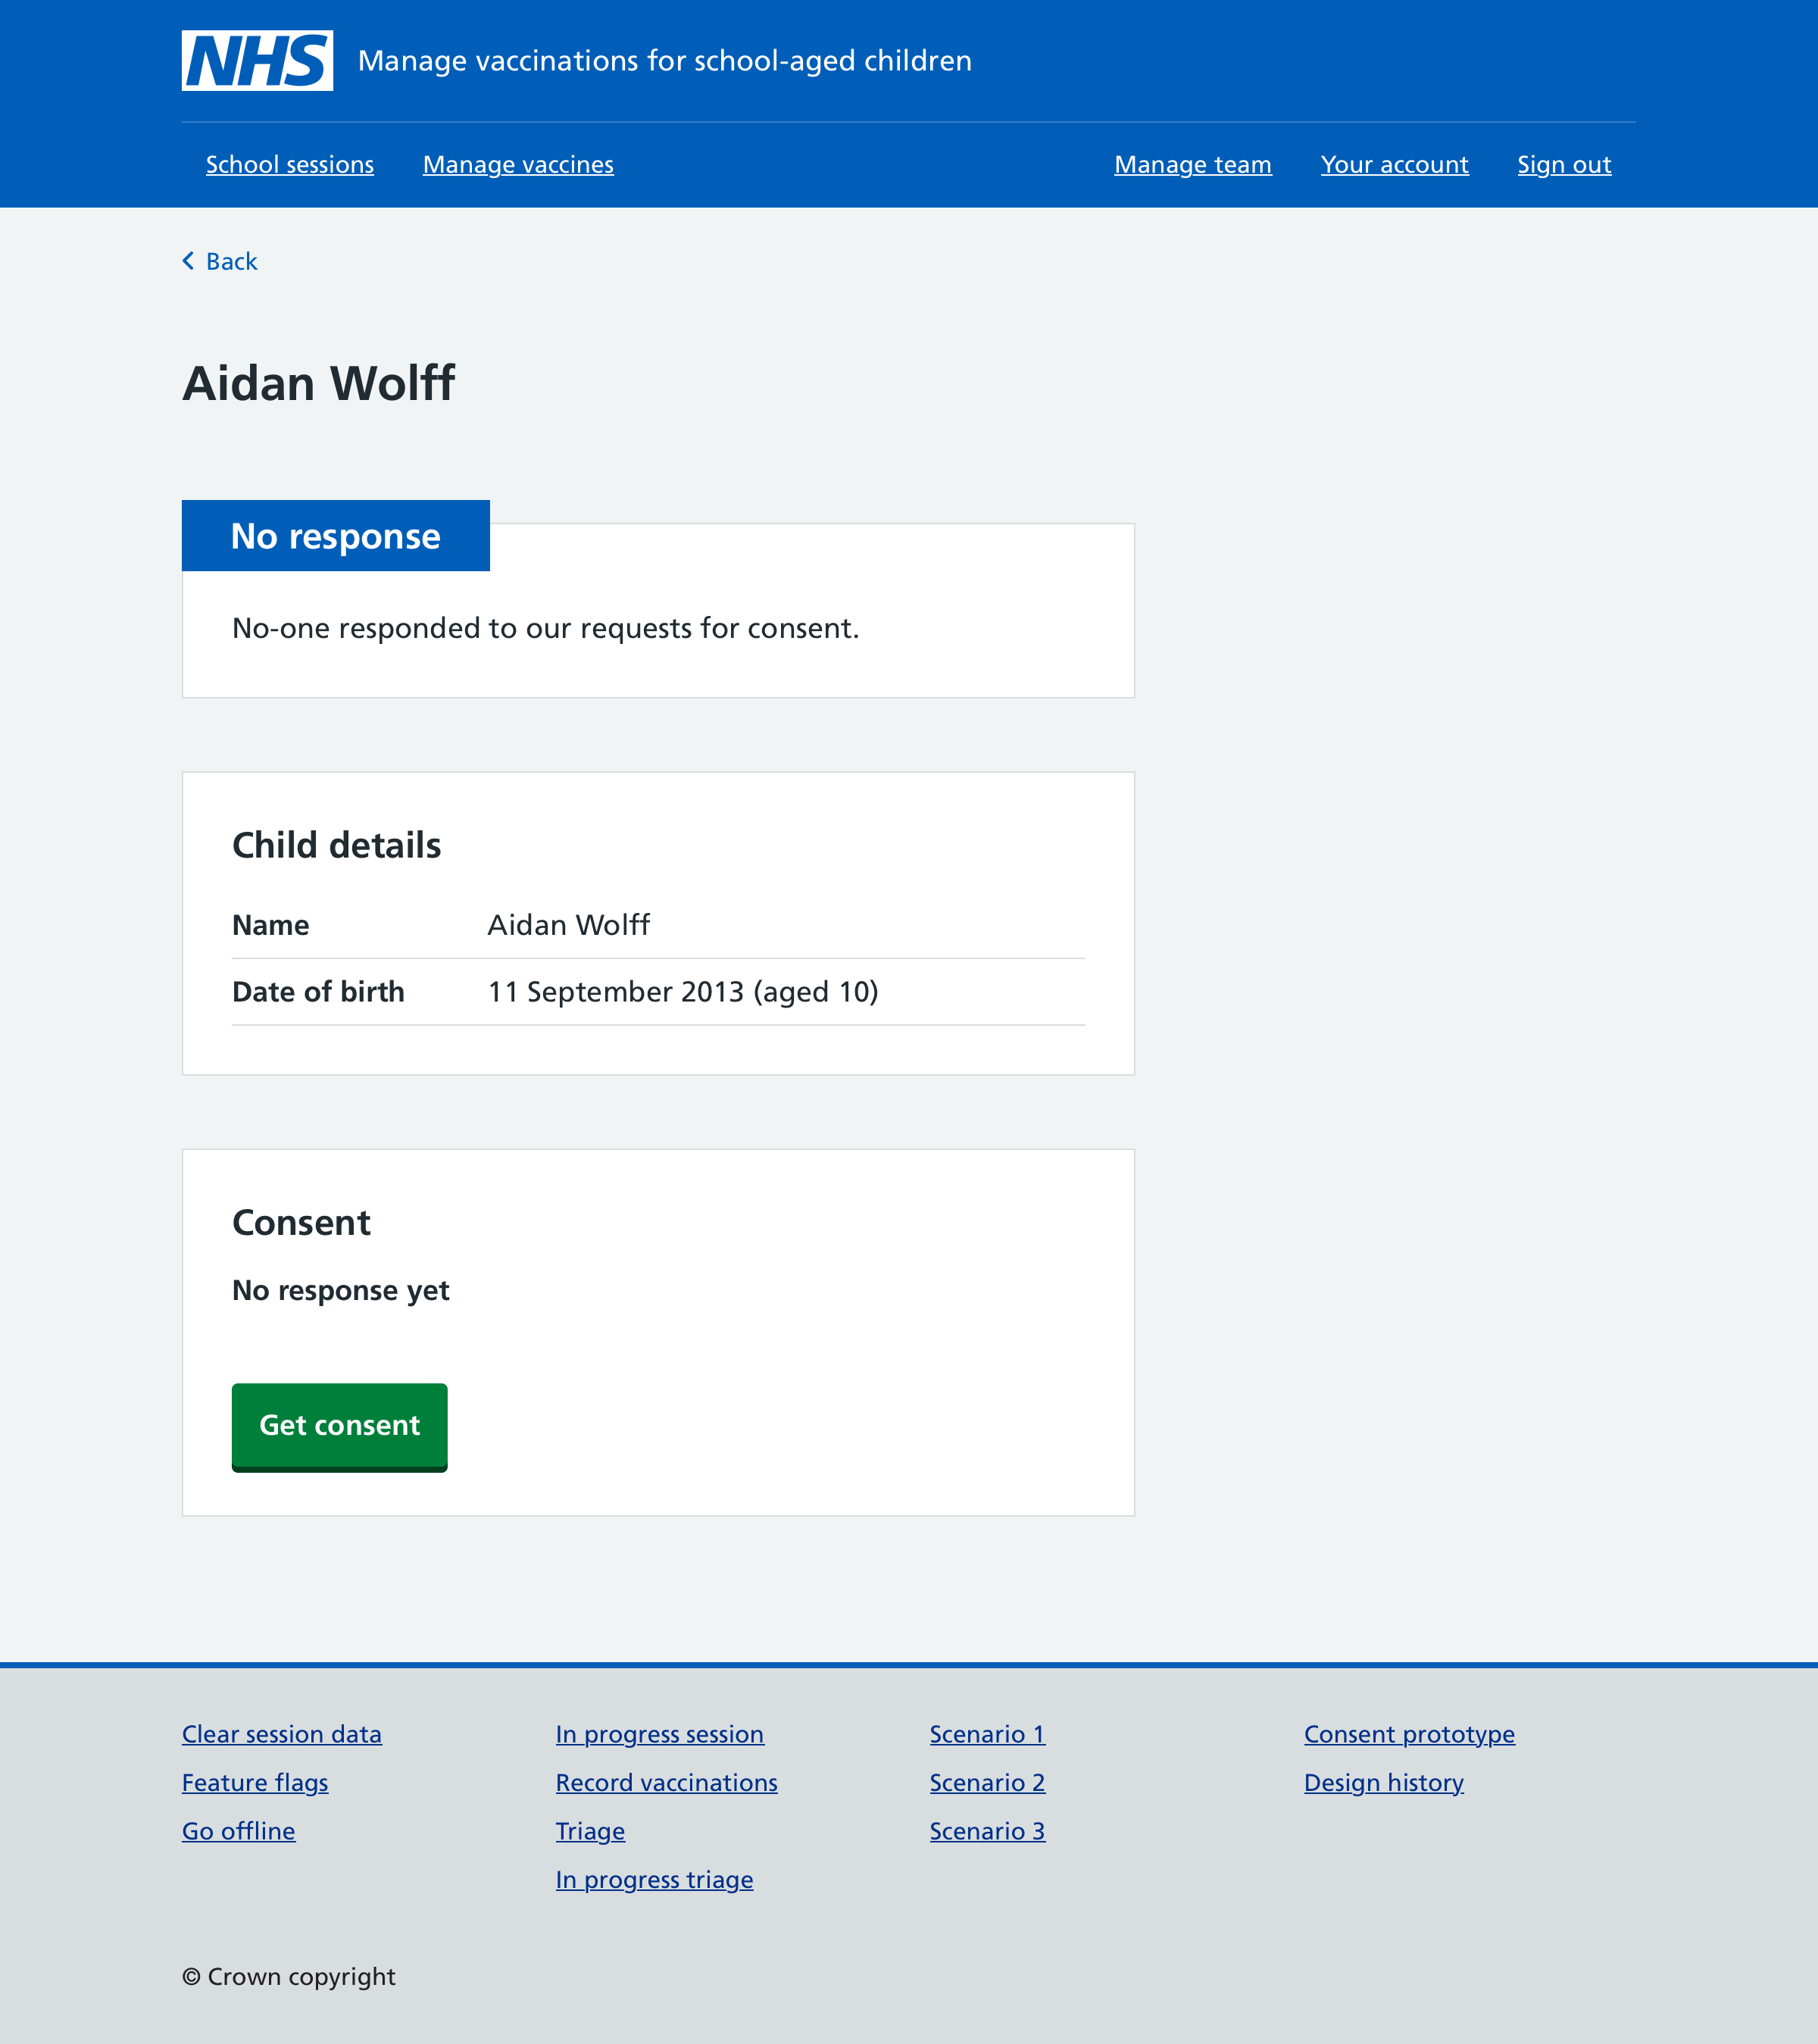 NHS Manage vaccinations for school-aged children
School sessions Manage vaccines Manage team Your account Sign out
Back
Aidan Wolff
No response
No-one responded to our requests for consent.
Child details
Name Aidan Wolff
Date of birth 11 September 2013 (aged 10)
Consent
No response yet
Get consent
Clear session data In progress session Scenario 1 Consent prototype
Feature flags Record vaccinations Scenario 2 Design history
Go offline Triage Scenario 3
In progress triage
© Crown copyright